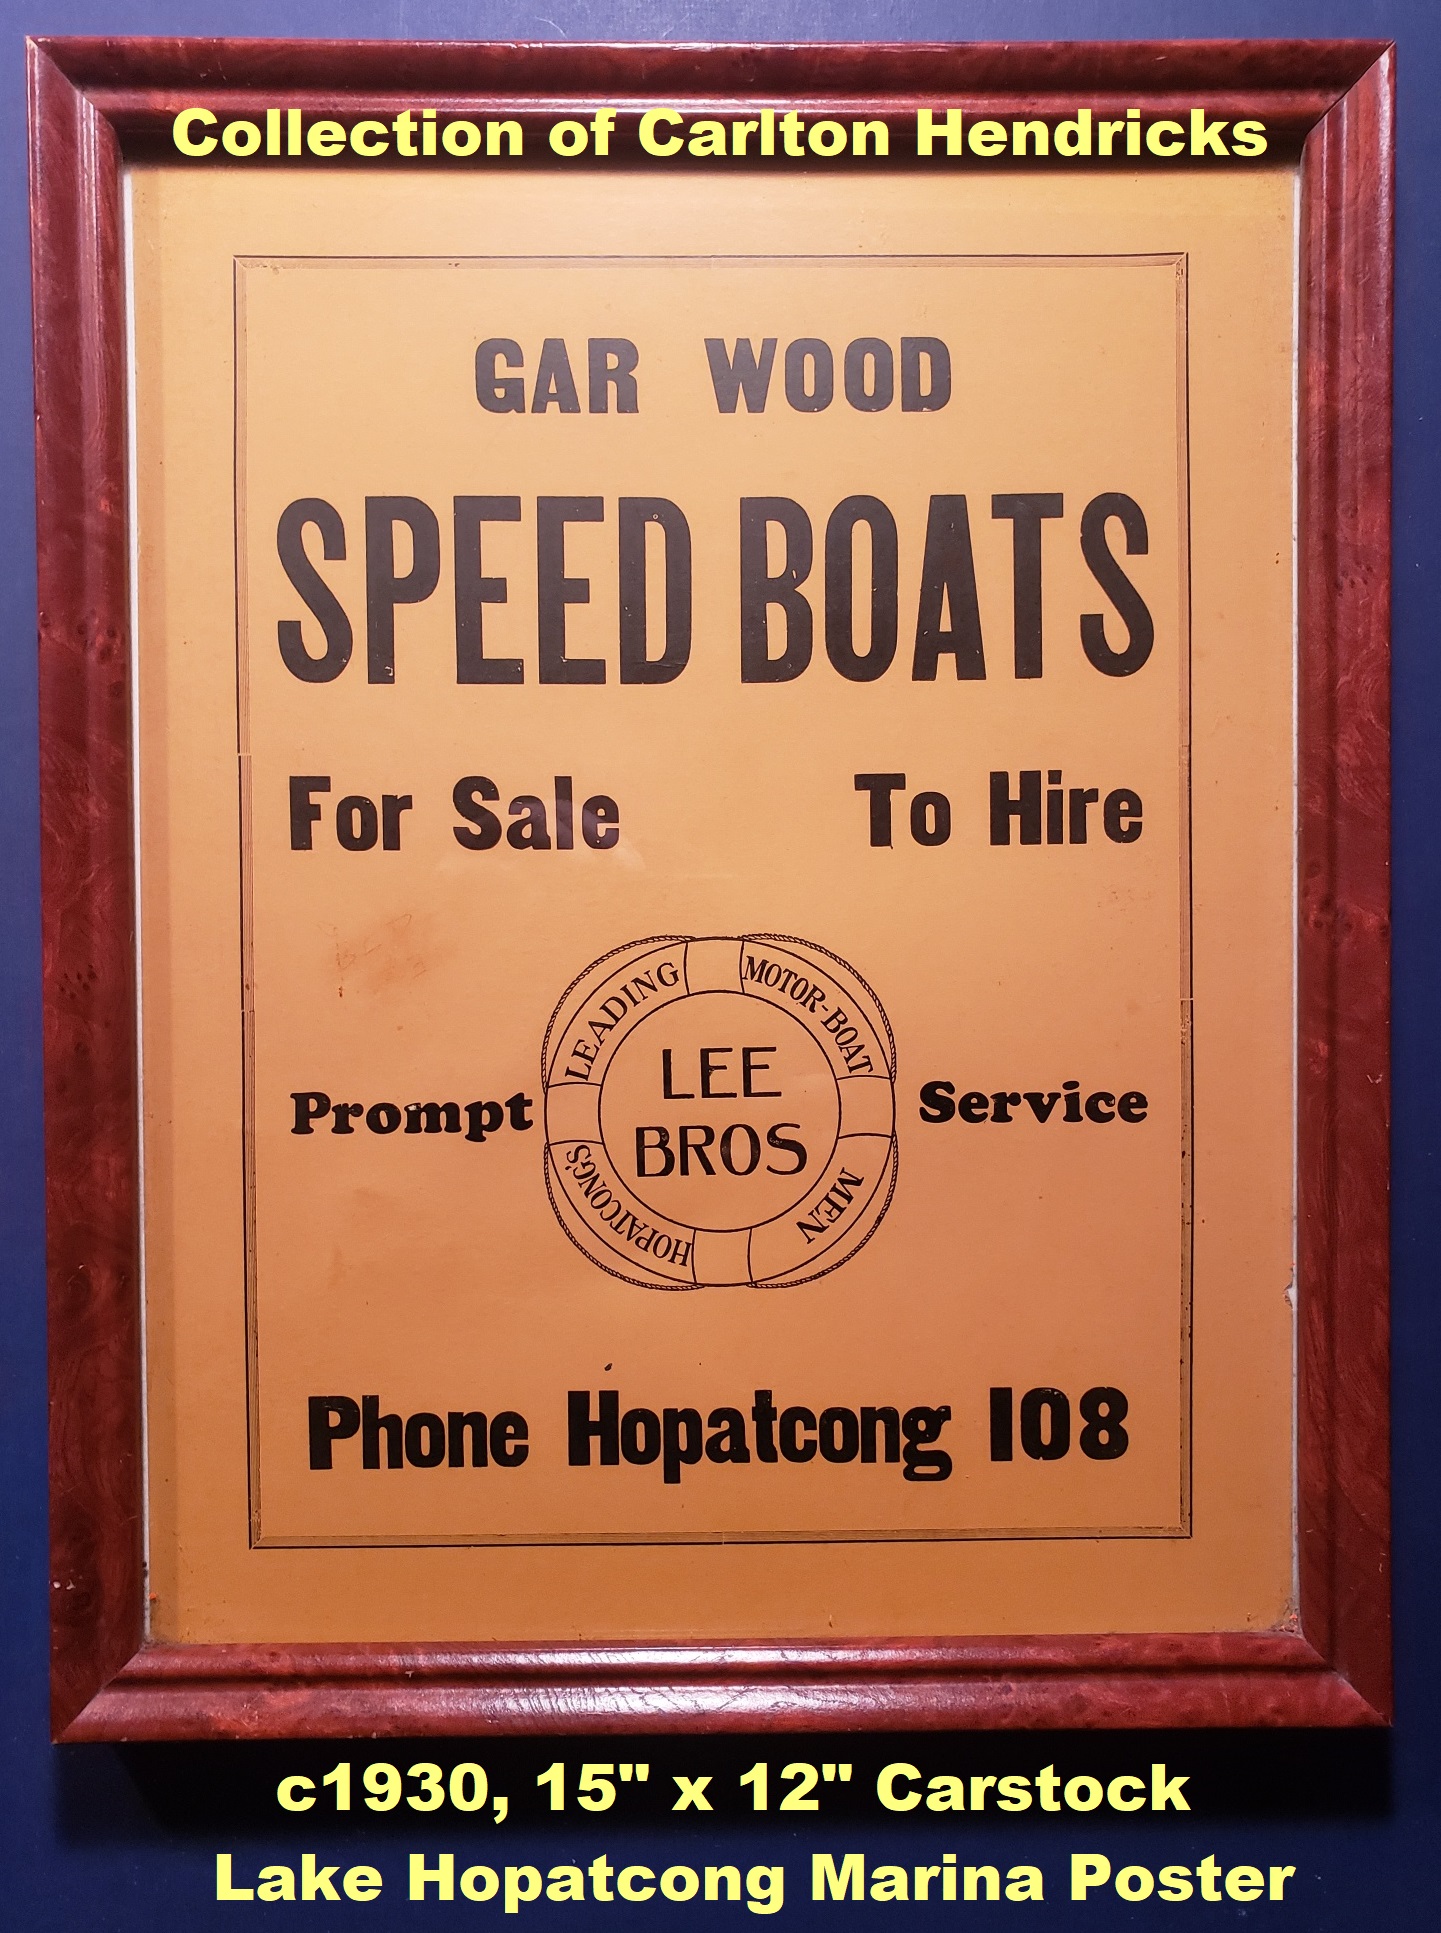 Collection of Carlton Hendricks
GAR WOOD
SPEED BOATS
For Sale To Hire
LEADING MOTOR-BOAT
LEE
BROS
Prompt Service
HOPATCONG'S MEN
Phone Hopatcong 108
c1930, 15" x 12" Carstock
Lake Hopatcong Marina Poster